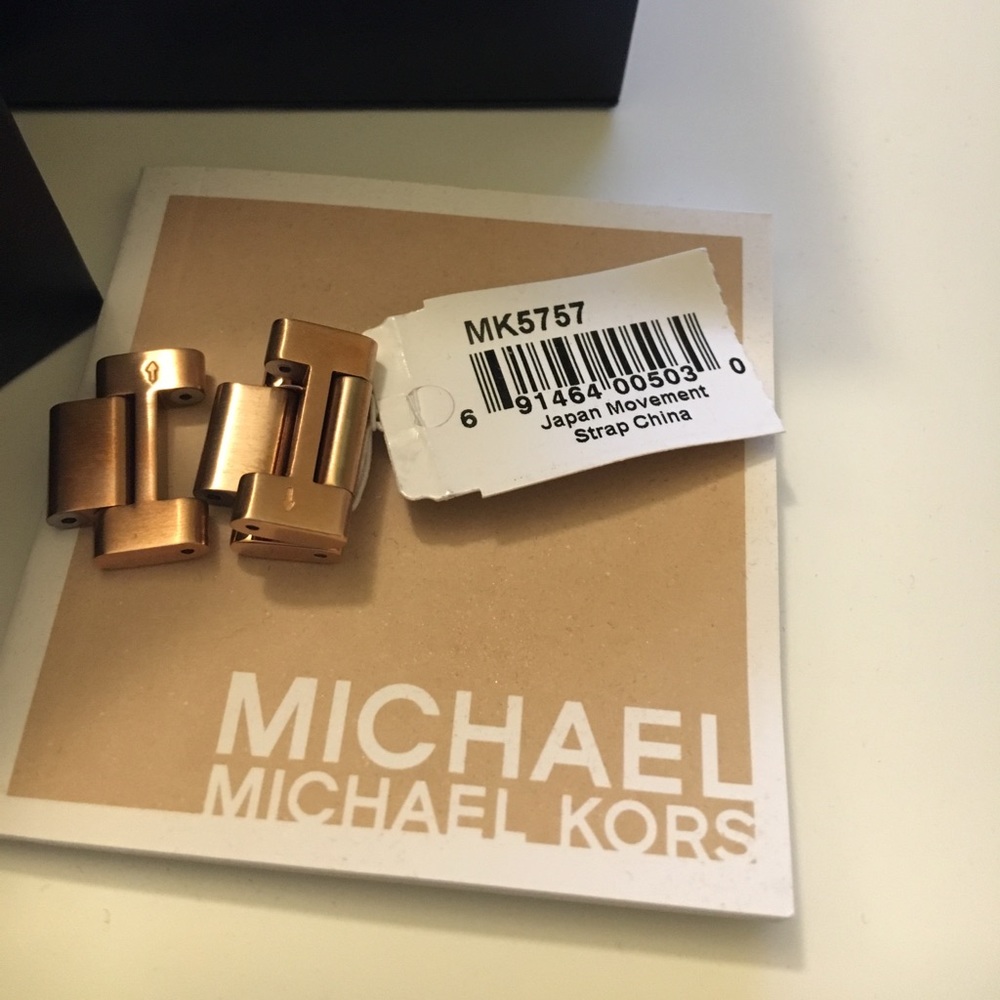 MK5757
6 91464 00503 0
Japan Movement
Strap China
MICHAEL
MICHAEL KORS